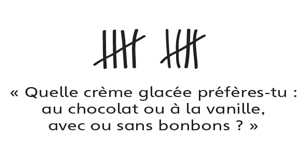 « Quelle crème glacée préfères-tu :
au chocolat ou à la vanille,
avec ou sans bonbons ? »